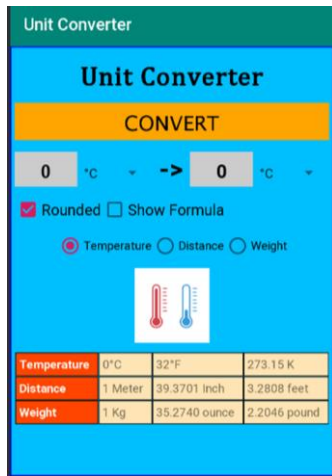 Unit Converter
Unit Converter
CONVERT
0 °C -> 0 °C
Rounded Show Formula
Temperature Distance Weight
Temperature 0°C 32°F 273.15 K
Distance 1 Meter 39.3701 inch 3.2808 feet
Weight 1 Kg 35.2740 ounce 2.2046 pound